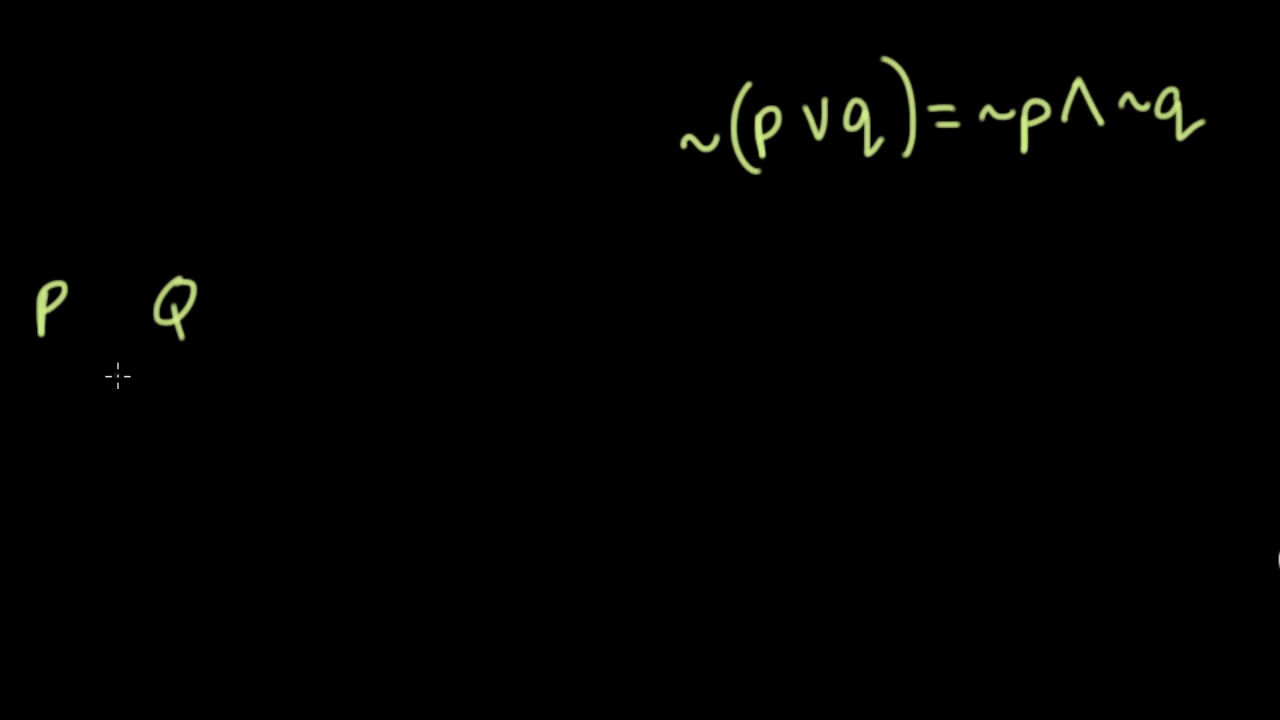 ~(p ∨ q) = ~p ∧ ~q
P Q